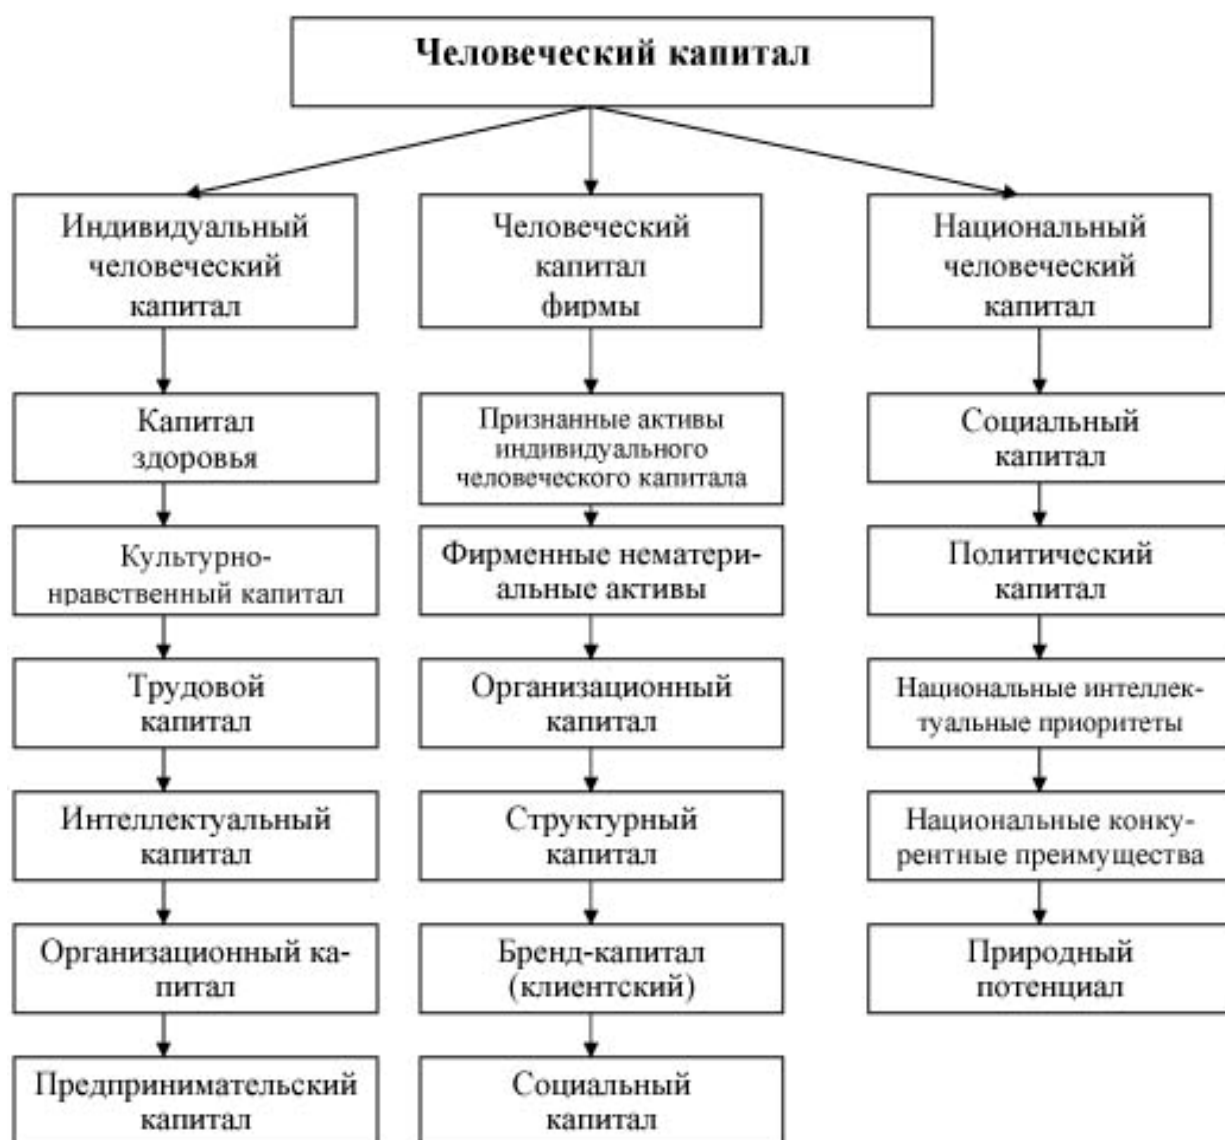 Человеческий капитал
Индивидуальный
человеческий
капитал
Человеческий
капитал
фирмы
Национальный
человеческий
капитал
Капитал
здоровья
Признанные активы
индивидуального
человеческого капитала
Социальный
капитал
Культурно-
нравственный капитал
Фирменные нематери-
альные активы
Политический
капитал
Трудовой
капитал
Организационный
капитал
Национальные интеллек-
туальные приоритеты
Интеллектуальный
капитал
Структурный
капитал
Национальные конку-
рентные преимущества
Организационный ка-
питал
Бренд-капитал
(клиентский)
Природный
потенциал
Предпринимательский
капитал
Социальный
капитал